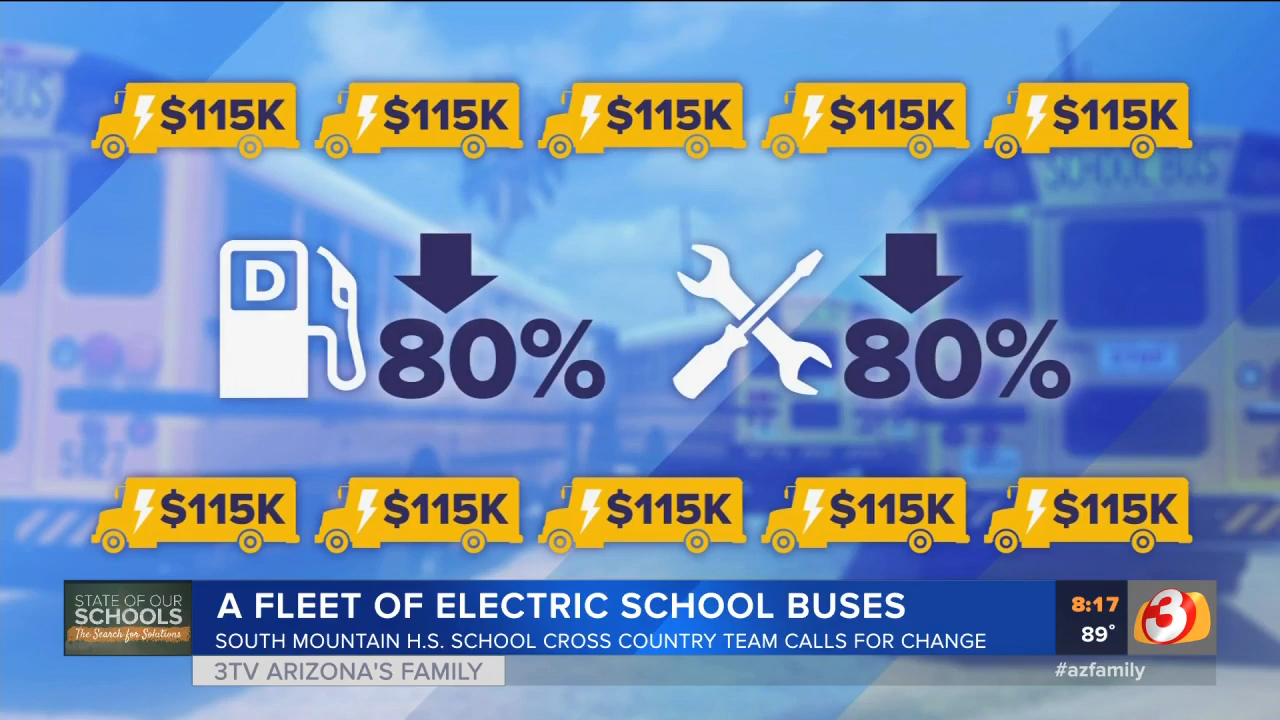 $115K $115K $115K $115K $115K
SCHOOL BUS
D
80% 80%
$115K $115K $115K $115K $115K
STATE OF OUR
SCHOOLS
The Search for Solutions
A FLEET OF ELECTRIC SCHOOL BUSES
SOUTH MOUNTAIN H.S. SCHOOL CROSS COUNTRY TEAM CALLS FOR CHANGE
8:17
89°
3
3TV ARIZONA'S FAMILY
#azfamily